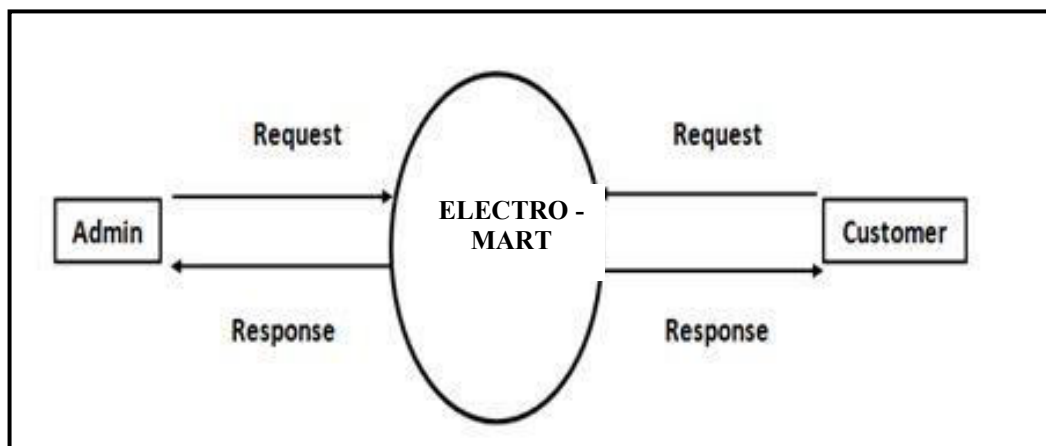 Request
Request
Admin
ELECTRO -
MART
Customer
Response
Response